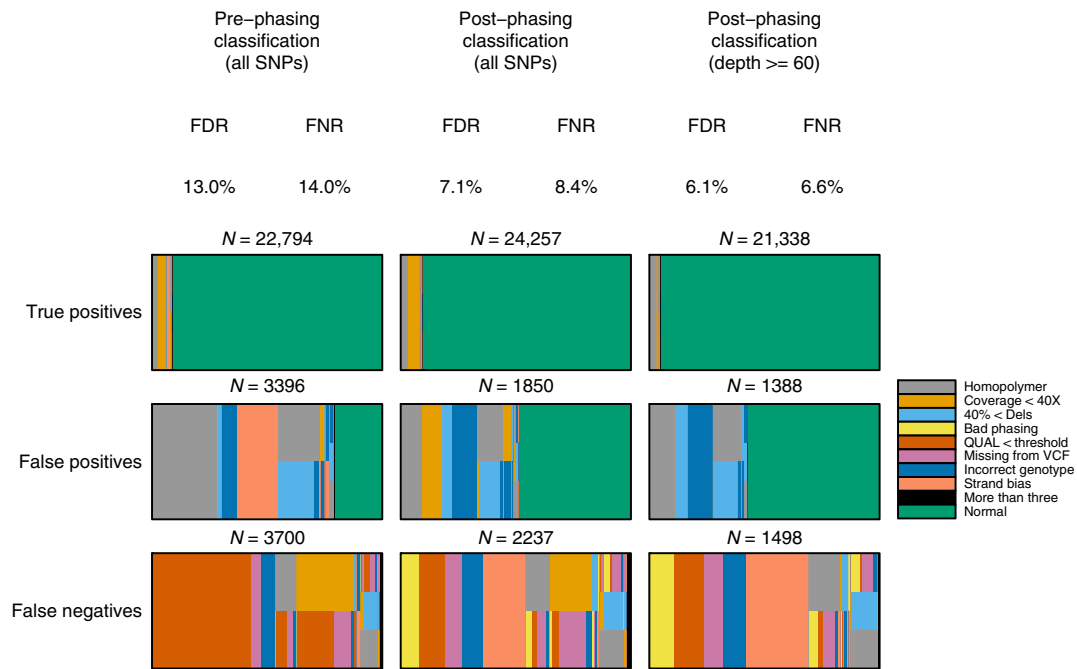 Pre−phasing
classification
(all SNPs)
Post−phasing
classification
(all SNPs)
Post−phasing
classification
(depth >= 60)
FDR
FNR
FDR
FNR
FDR
FNR
13.0%
14.0%
7.1%
8.4%
6.1%
6.6%
N = 22,794
N = 24,257
N = 21,338
True positives
N = 3396
N = 1850
N = 1388
False positives
Homopolymer
Coverage < 40X
40% < Dels
Bad phasing
QUAL < threshold
Missing from VCF
Incorrect genotype
Strand bias
More than three
Normal
N = 3700
N = 2237
N = 1498
False negatives